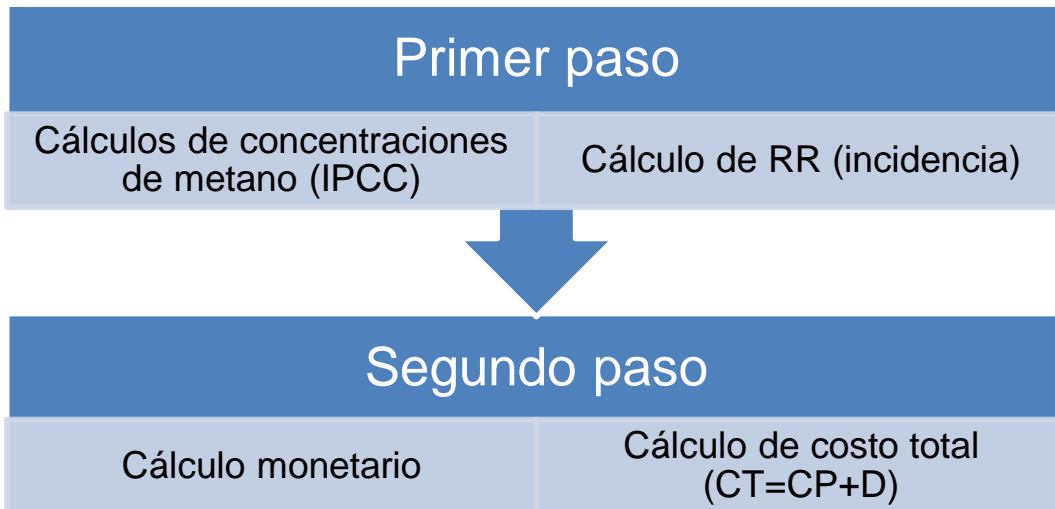 Primer paso
Cálculos de concentraciones
de metano (IPCC)
Cálculo de RR (incidencia)
Segundo paso
Cálculo monetario
Cálculo de costo total
(CT=CP+D)